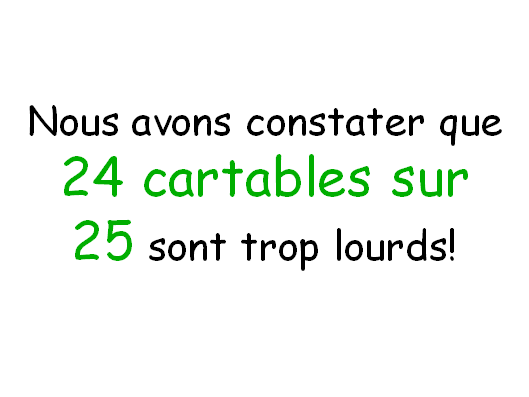 Nous avons constater que
24 cartables sur
25 sont trop lourds!